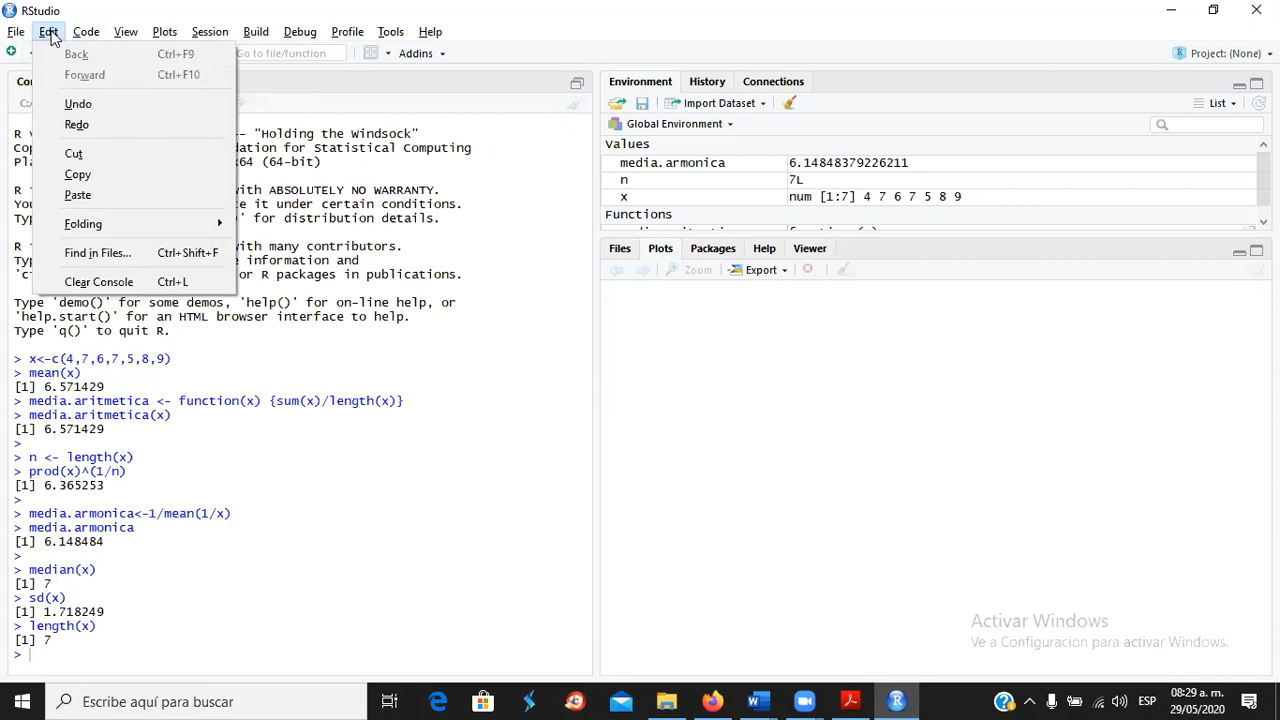 RStudio
File Edit Code View Plots Session Build Debug Profile Tools Help
Go to file/function
Addins
Project: (None)
Back Ctrl+F9
Forward Ctrl+F10
Undo
Redo
Cut
Copy
Paste
Folding
Find in Files... Ctrl+Shift+F
Clear Console Ctrl+L
Con
C:/
R v -- "Holding the Windsock"
Cop dation for Statistical Computing
Pla x64 (64-bit)
R with ABSOLUTELY NO WARRANTY.
You e it under certain conditions.
T ' for distribution details.
R with many contributors.
T e information and
'c or R packages in publications.
Type 'demo()' for some demos, 'help()' for on-line help, or
'help.start()' for an HTML browser interface to help.
Type 'q()' to quit R.
> x<-c(4,7,6,7,5,8,9)
> mean(x)
[1] 6.571429
> media.aritmetica <- function(x) {sum(x)/length(x)}
> media.aritmetica(x)
[1] 6.571429
>
> n <- length(x)
> prod(x)^(1/n)
[1] 6.365253
>
> media.armonica<-1/mean(1/x)
> media.armonica
[1] 6.148484
>
> median(x)
[1] 7
> sd(x)
[1] 1.718249
> length(x)
[1] 7
>
Environment History Connections
Import Dataset
List
Global Environment
Values
media.armonica 6.14848379226211
n 7L
x num [1:7] 4 7 6 7 5 8 9
Functions
Files Plots Packages Help Viewer
Zoom Export
Activar Windows
Ve a Configuración para activar Windows.
Escribe aquí para buscar
ESP
08:29 a. m.
29/05/2020